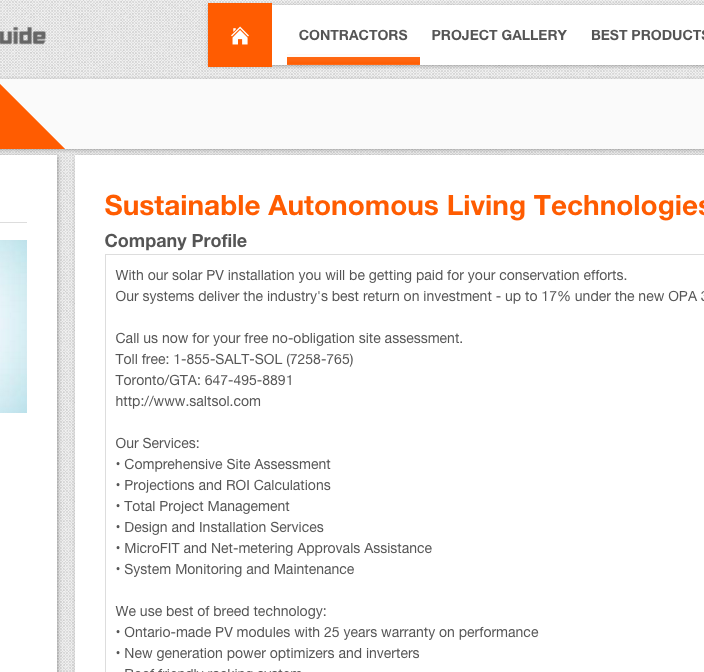 uide
CONTRACTORS PROJECT GALLERY BEST PRODUCTS
Sustainable Autonomous Living Technologies
Company Profile
With our solar PV installation you will be getting paid for your conservation efforts.
Our systems deliver the industry's best return on investment - up to 17% under the new OPA 3
Call us now for your free no-obligation site assessment.
Toll free: 1-855-SALT-SOL (7258-765)
Toronto/GTA: 647-495-8891
http://www.saltsol.com
Our Services:
• Comprehensive Site Assessment
• Projections and ROI Calculations
• Total Project Management
• Design and Installation Services
• MicroFIT and Net-metering Approvals Assistance
• System Monitoring and Maintenance
We use best of breed technology:
• Ontario-made PV modules with 25 years warranty on performance
• New generation power optimizers and inverters
• Roof friendly racking system